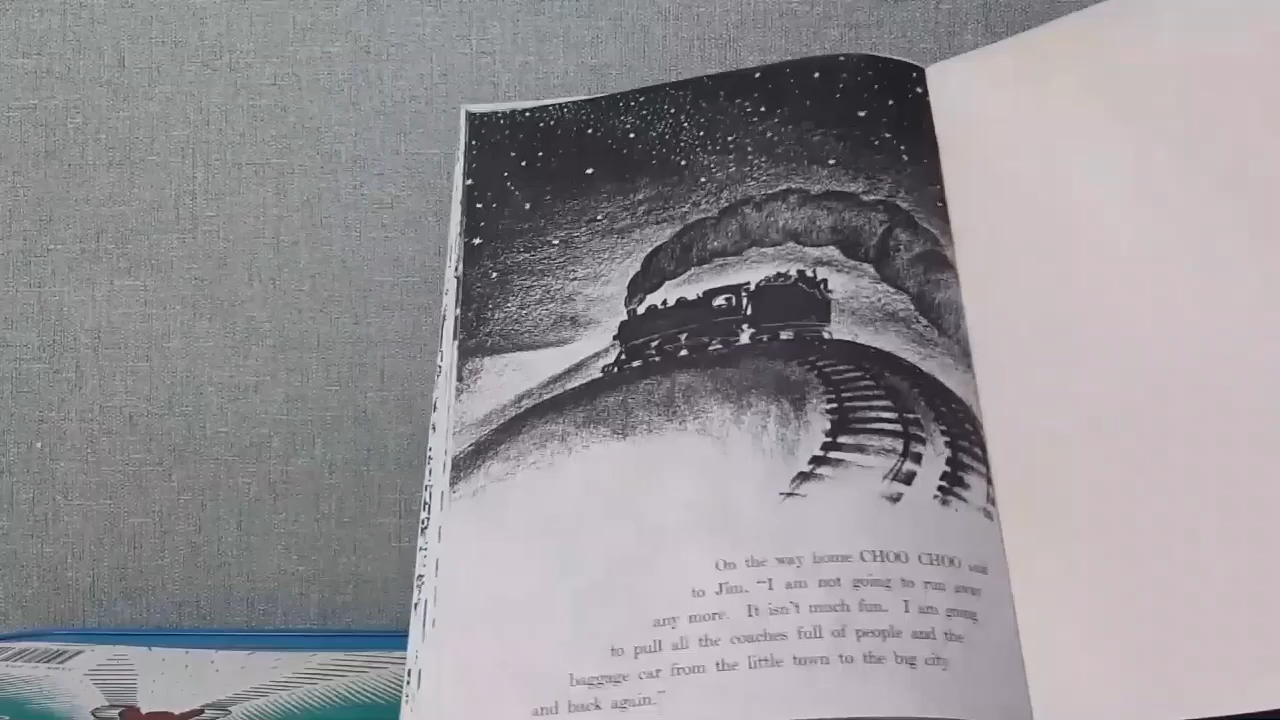 On the way home CHOO CHOO said
to Jim, "I am not going to run away
any more. It isn't much fun. I am going
to pull all the coaches full of people and the
baggage car from the little town to the big city
and back again."